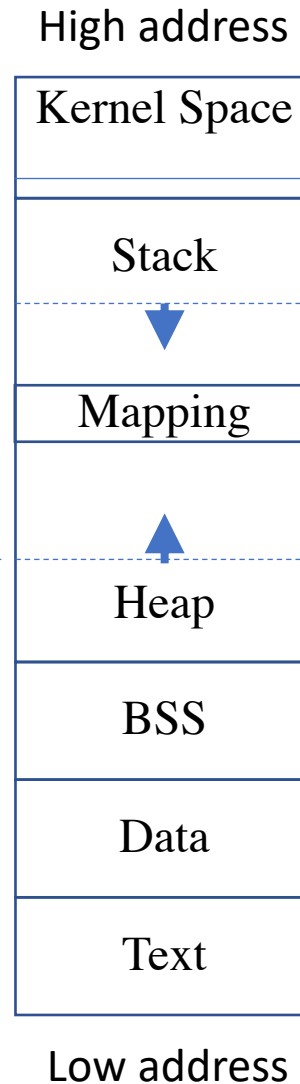 High address
Kernel Space
Stack
Mapping
Heap
BSS
Data
Text
Low address